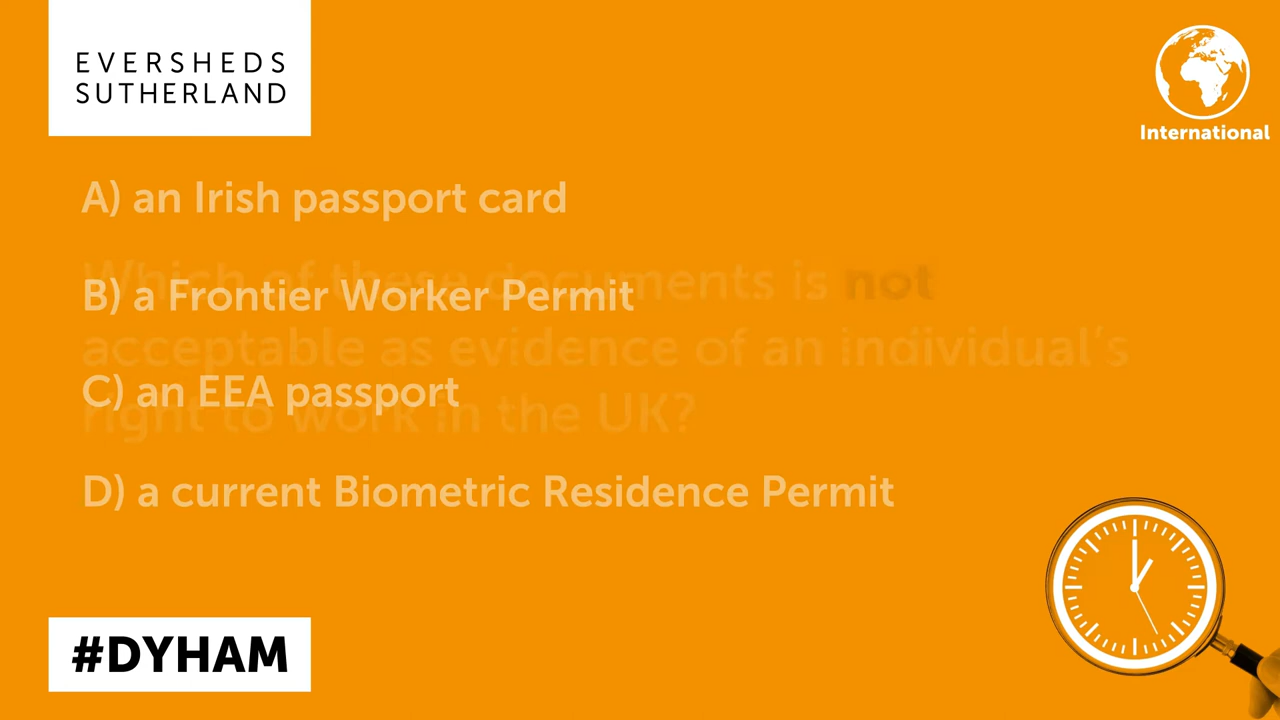 EVERSHEDS
SUTHERLAND
International
A) an Irish passport card
Which of these documents is not
B) a Frontier Worker Permit
acceptable as evidence of an individual's
C) an EEA passport
right to work in the UK?
D) a current Biometric Residence Permit
#DYHAM